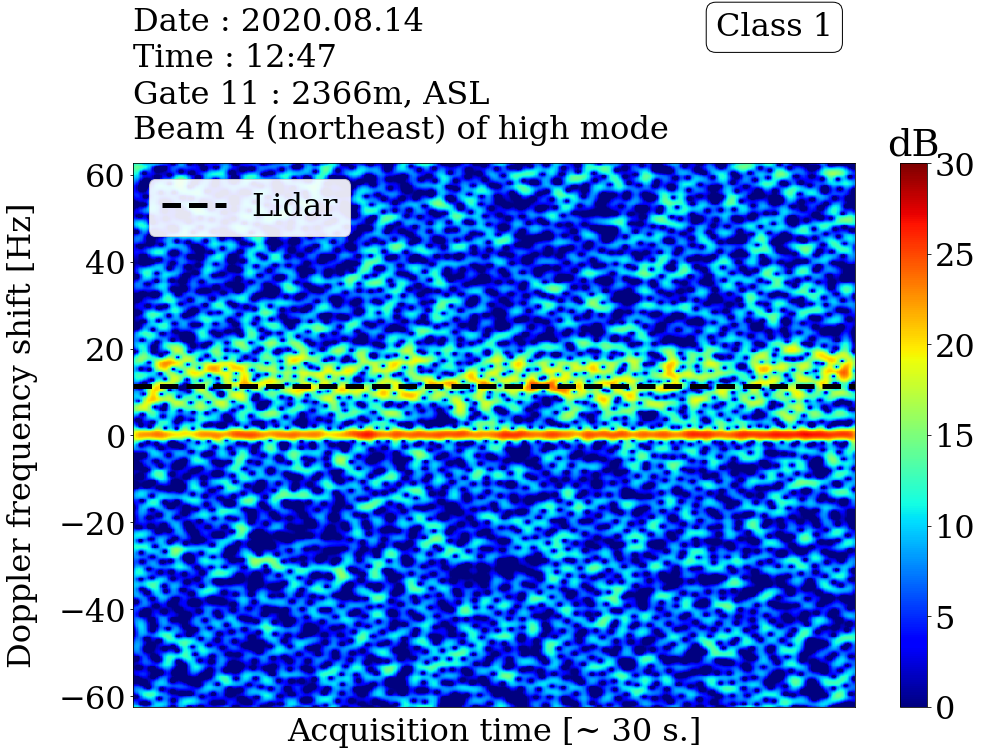 Date : 2020.08.14
Time : 12:47
Gate 11 : 2366m, ASL
Beam 4 (northeast) of high mode
Class 1
dB
Lidar
Doppler frequency shift [Hz]
60
40
20
0
−20
−40
−60
Acquisition time [~ 30 s.]
30
25
20
15
10
5
0